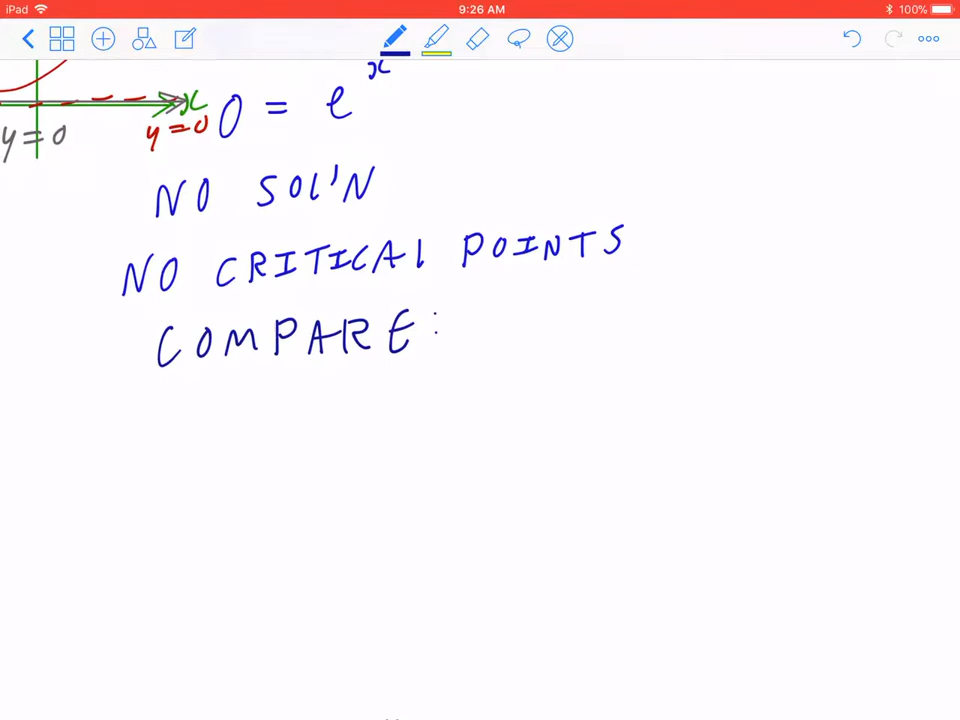 iPad 9:26 AM 100%
x
y = 0
y = 0
0 = e^x
NO SOL'N
NO CRITICAL POINTS
COMPARE: